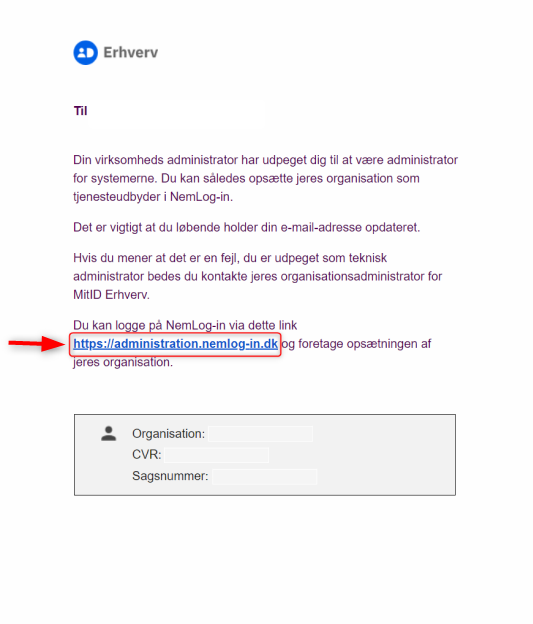 Erhverv
Til
Din virksomheds administrator har udpeget dig til at være administrator
for systemerne. Du kan således opsætte jeres organisation som
tjenesteudbyder i NemLog-in.
Det er vigtigt at du løbende holder din e-mail-adresse opdateret.
Hvis du mener at det er en fejl, du er udpeget som teknisk
administrator bedes du kontakte jeres organisationsadministrator for
MitID Erhverv.
Du kan logge på NemLog-in via dette link
https://administration.nemlog-in.dk og foretage opsætningen af
jeres organisation.
Organisation:
CVR:
Sagsnummer: